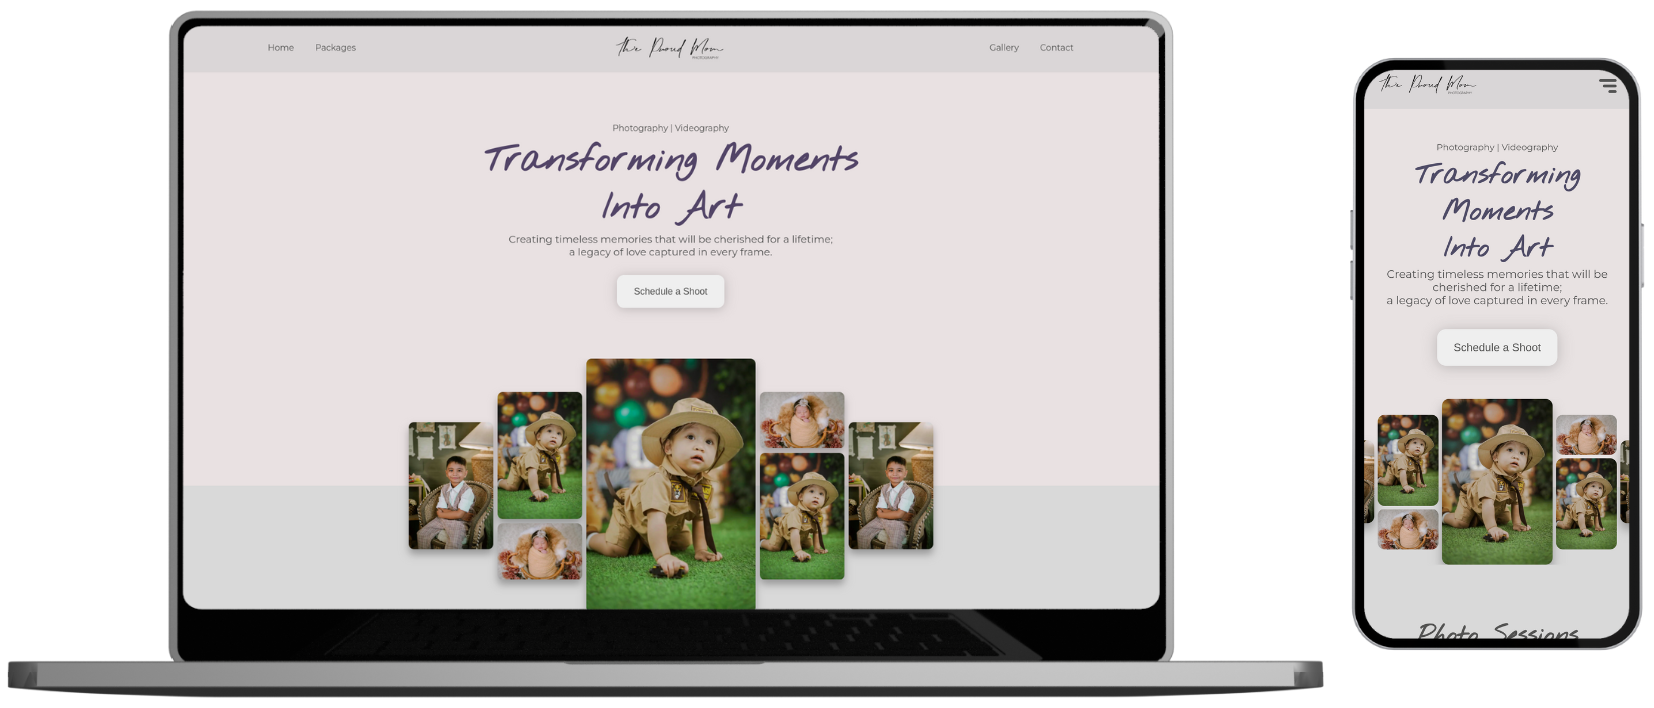 Home
Packages
The Proud Mom
PHOTOGRAPHY
Gallery
Contact
Photography | Videography
Transforming Moments
Into Art
Creating timeless memories that will be cherished for a lifetime;
a legacy of love captured in every frame.
Schedule a Shoot
The Proud Mom
PHOTOGRAPHY
Photography | Videography
Transforming
Moments
Into Art
Creating timeless memories that will be
cherished for a lifetime;
a legacy of love captured in every frame.
Schedule a Shoot
Photo Sessions